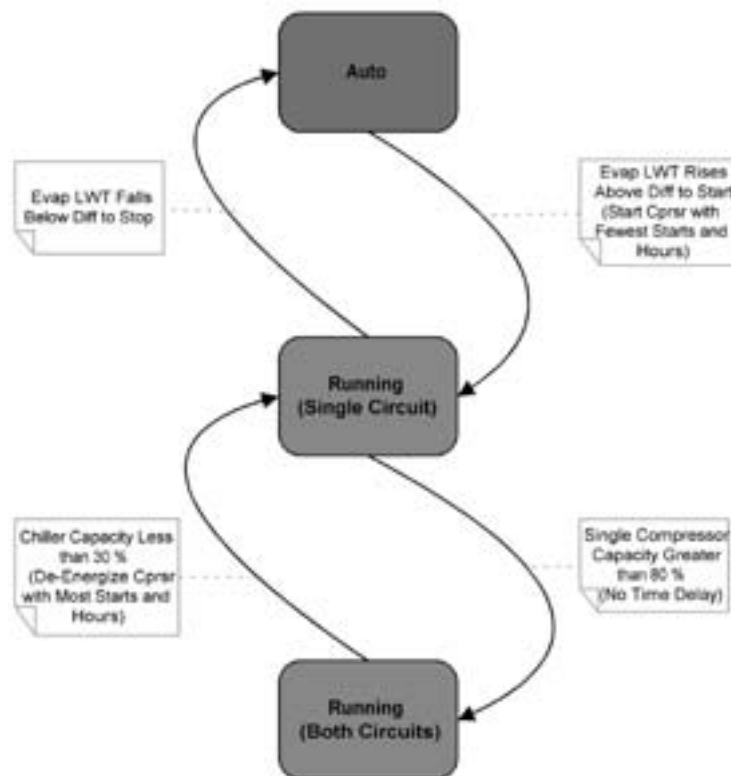 Auto
Evap LWT Falls
Below Diff to Stop
Evap LWT Rises
Above Diff to Start
(Start Cprsr with
Fewest Starts and
Hours)
Running
(Single Circuit)
Chiller Capacity Less
than 30 %
(De-Energize Cprsr
with Most Starts and
Hours)
Single Compressor
Capacity Greater
than 80 %
(No Time Delay)
Running
(Both Circuits)